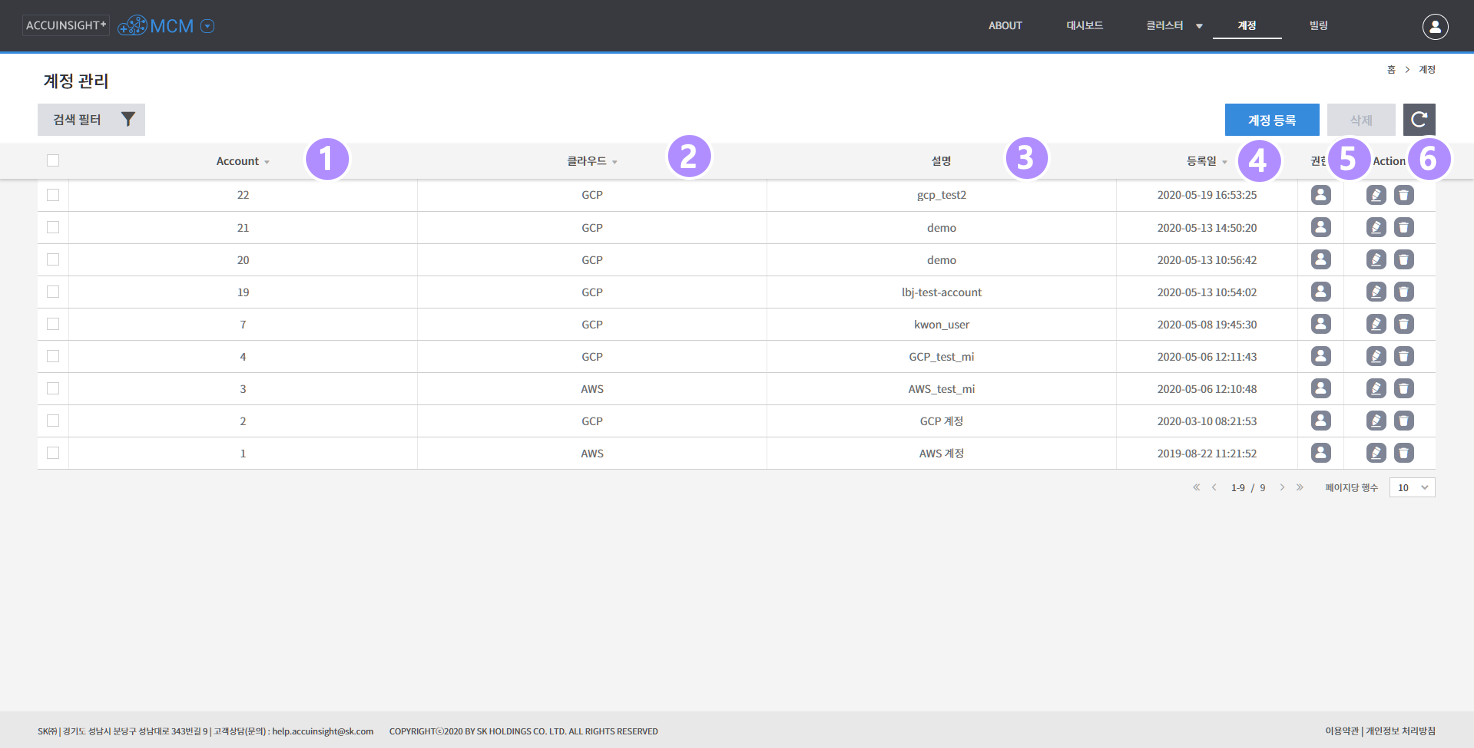 ACCUINSIGHT+ MCM ABOUT 대시보드 클러스터 계정 빌링
홈 > 계정
계정 관리
검색 필터 계정 등록 삭제
Account 1 클라우드 2 설명 3 등록일 4 권한 5 Action 6
22 GCP gcp_test2 2020-05-19 16:53:25
21 GCP demo 2020-05-13 14:50:20
20 GCP demo 2020-05-13 10:56:42
19 GCP lbj-test-account 2020-05-13 10:54:02
7 GCP kwon_user 2020-05-08 19:45:30
4 GCP GCP_test_mi 2020-05-06 12:11:43
3 AWS AWS_test_mi 2020-05-06 12:10:48
2 GCP GCP 계정 2020-03-10 08:21:53
1 AWS AWS 계정 2019-08-22 11:21:52
« < 1-9 / 9 > » 페이지당 행수 10
SK㈜ | 경기도 성남시 분당구 성남대로 343번길 9 | 고객상담(문의) : help.accuinsight@sk.com COPYRIGHTⓒ2020 BY SK HOLDINGS CO. LTD. ALL RIGHTS RESERVED 이용약관 | 개인정보 처리방침